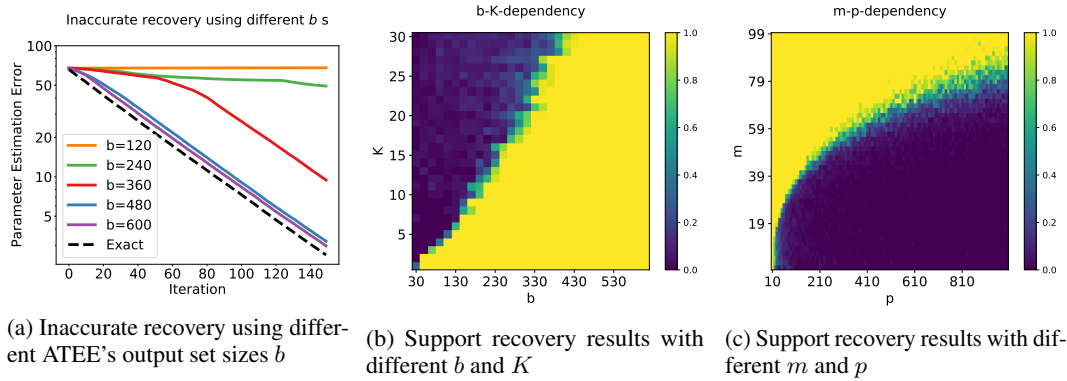 Inaccurate recovery using different b s
Parameter Estimation Error
100
50
20
10
5
b=120
b=240
b=360
b=480
b=600
Exact
0 20 40 60 80 100 120 140
Iteration
(a) Inaccurate recovery using differ-
ent ATEE's output set sizes b
b-K-dependency
K
30
25
20
15
10
5
30 130 230 330 430 530
b
1.0
0.8
0.6
0.4
0.2
0.0
(b) Support recovery results with
different b and K
m-p-dependency
m
99
79
59
39
19
10 210 410 610 810
p
1.0
0.8
0.6
0.4
0.2
0.0
(c) Support recovery results with dif-
ferent m and p